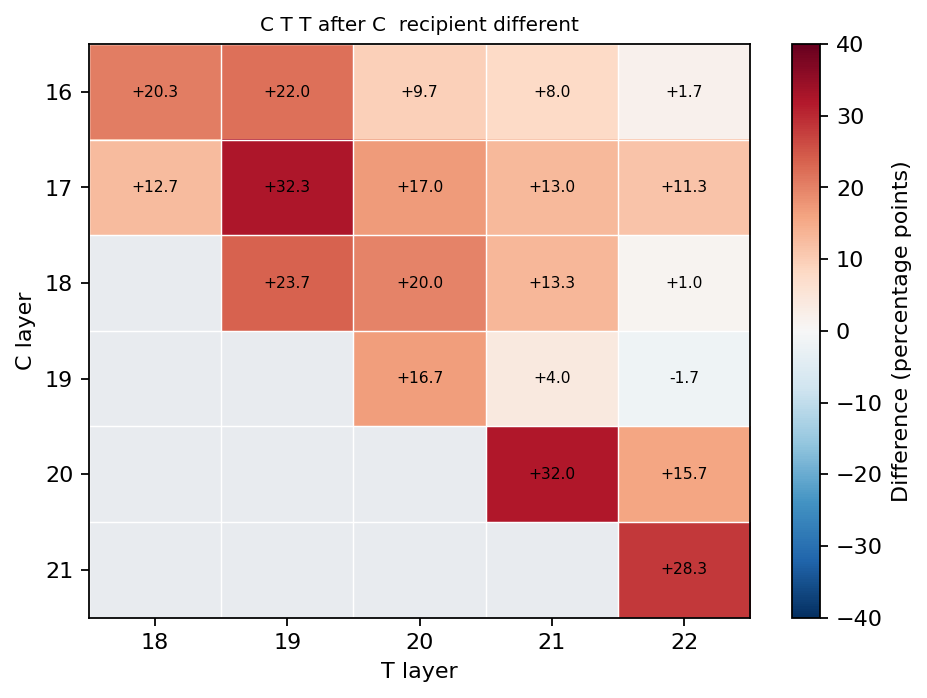 C T T after C  recipient different
16 +20.3 +22.0 +9.7 +8.0 +1.7
17 +12.7 +32.3 +17.0 +13.0 +11.3
18 +23.7 +20.0 +13.3 +1.0
19 +16.7 +4.0 -1.7
20 +32.0 +15.7
21 +28.3
18 19 20 21 22
T layer
C layer
40
30
20
10
0
−10
−20
−30
−40
Difference (percentage points)